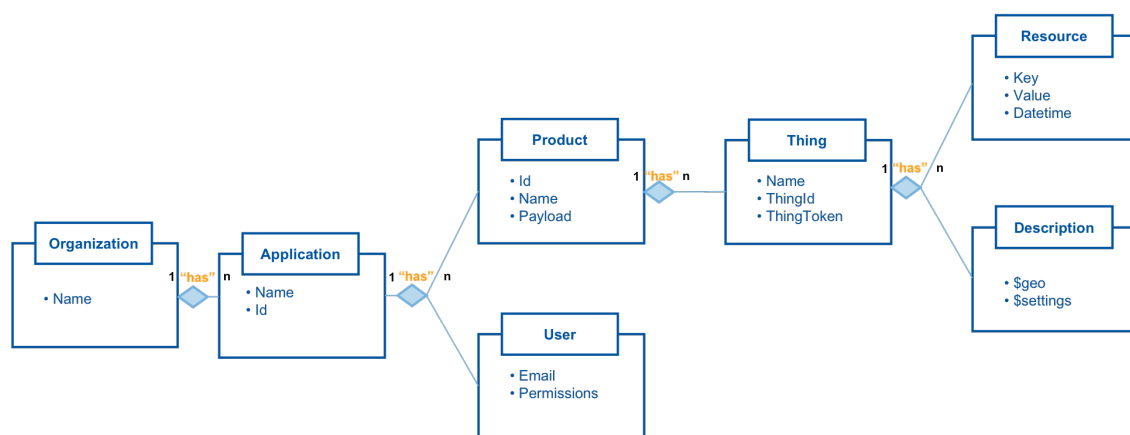 Organization
• Name
1 “has” n
Application
• Name
• Id
1 “has” n
Product
• Id
• Name
• Payload
User
• Email
• Permissions
1 “has” n
Thing
• Name
• ThingId
• ThingToken
1 “has” n
Resource
• Key
• Value
• Datetime
Description
• $geo
• $settings